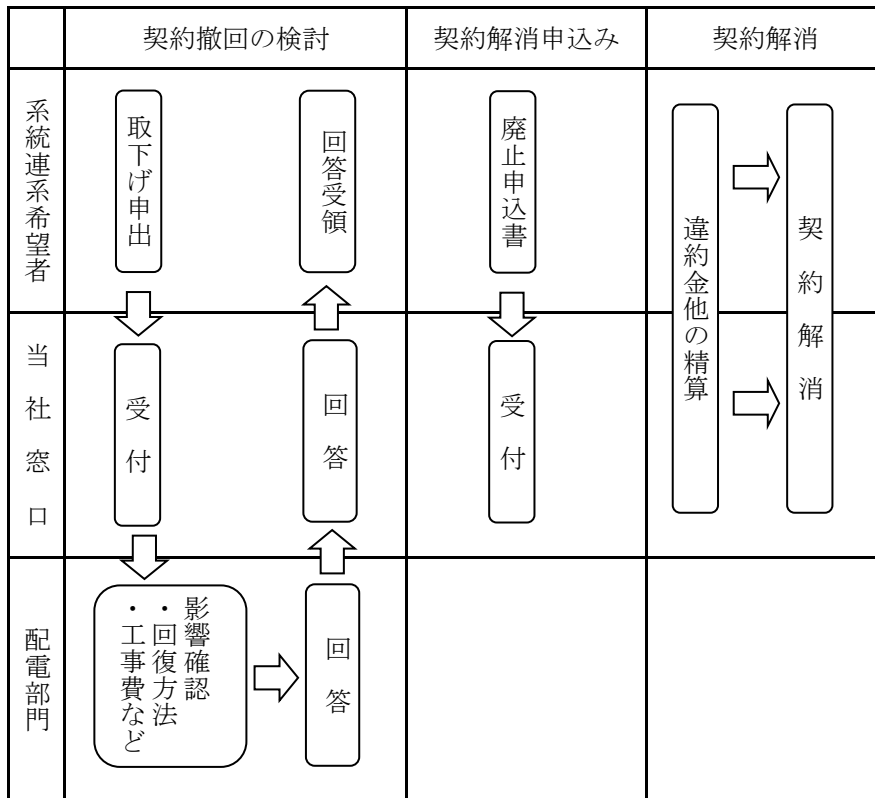 契約撤回の検討
契約解消申込み
契約解消
系統連系希望者
取下げ申出
回答受領
廃止申込書
違約金他の精算
契約解消
当社窓口
受付
回答
受付
配電部門
影響確認
・回復方法
・工事費など
回答